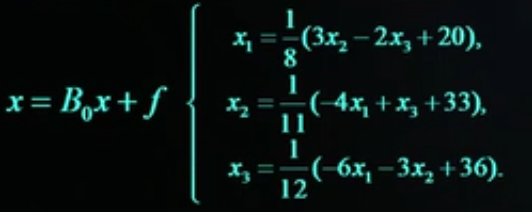 x = B₀x + f { x₁ = 1/8 (3x₂ − 2x₃ + 20),
x₂ = 1/11 (−4x₁ + x₃ + 33),
x₃ = 1/12 (−6x₁ − 3x₂ + 36).